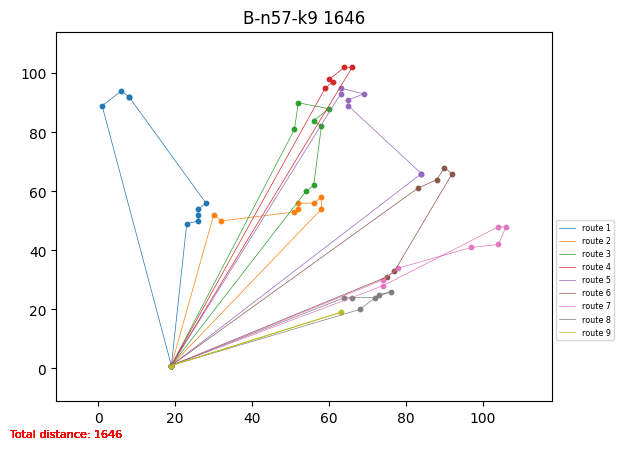 B-n57-k9 1646
100
80
60
40
20
0
0 20 40 60 80 100
route 1
route 2
route 3
route 4
route 5
route 6
route 7
route 8
route 9
Total distance: 1646